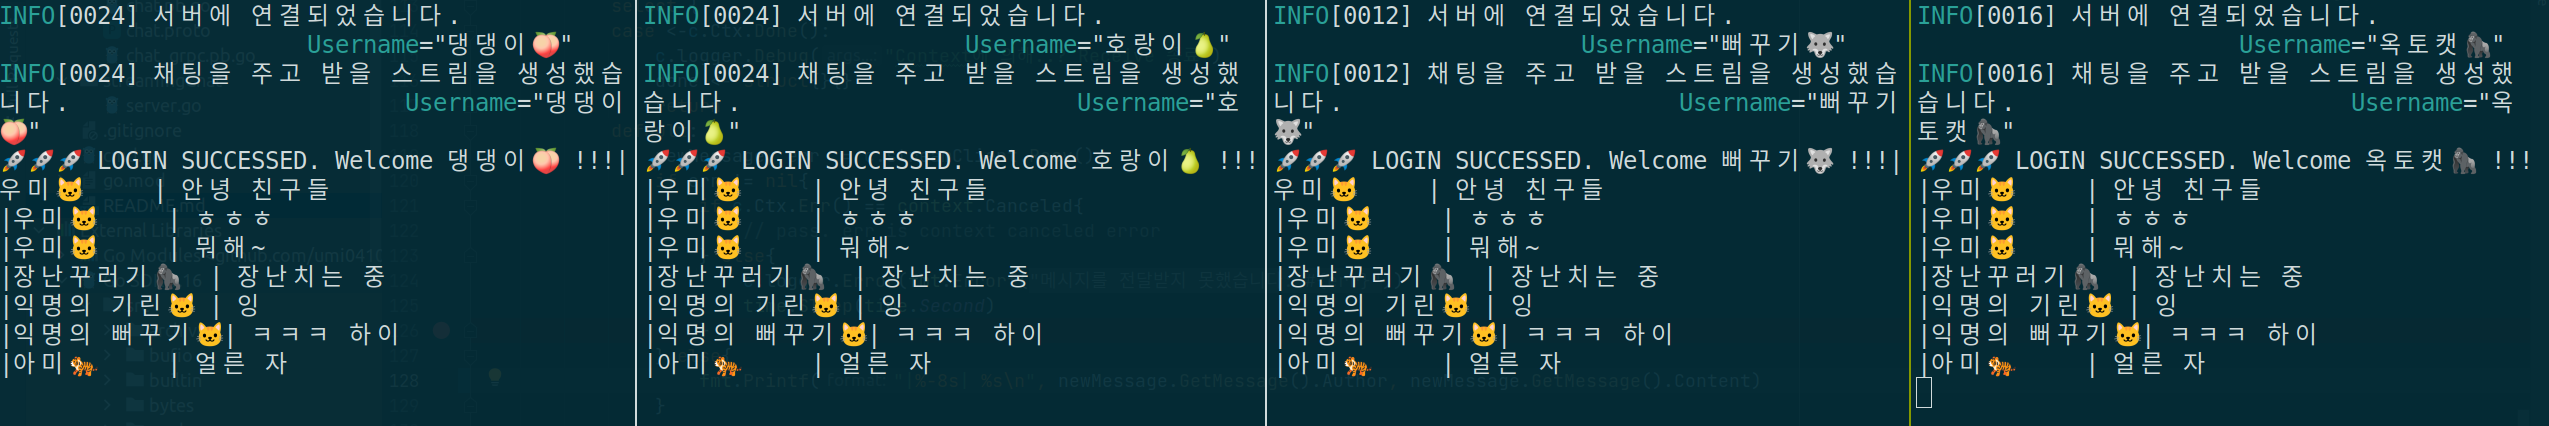 INFO[0024] 서버에 연결되었습니다.
Username="댕댕이🍑"
INFO[0024] 채팅을 주고 받을 스트림을 생성했습
니다. Username="댕댕이
🍑"
🚀🚀🚀 LOGIN SUCCESSED. Welcome 댕댕이🍑 !!!|
우미🐱 | 안녕 친구들
|우미🐱 | ㅎㅎㅎ
|우미🐱 | 뭐해~
|장난꾸러기🦍 | 장난치는 중
|익명의 기린🐱 | 잉
|익명의 뻐꾸기🐱| ㅋㅋㅋ 하이
|아미🐅 | 얼른 자
INFO[0024] 서버에 연결되었습니다.
Username="호랑이🍐"
INFO[0024] 채팅을 주고 받을 스트림을 생성했
습니다. Username="호
랑이🍐"
🚀🚀🚀 LOGIN SUCCESSED. Welcome 호랑이🍐 !!!
|우미🐱 | 안녕 친구들
|우미🐱 | ㅎㅎㅎ
|우미🐱 | 뭐해~
|장난꾸러기🦍 | 장난치는 중
|익명의 기린🐱 | 잉
|익명의 뻐꾸기🐱| ㅋㅋㅋ 하이
|아미🐅 | 얼른 자
INFO[0012] 서버에 연결되었습니다.
Username="뻐꾸기🐺"
INFO[0012] 채팅을 주고 받을 스트림을 생성했습
니다. Username="뻐꾸기
🐺"
🚀🚀🚀 LOGIN SUCCESSED. Welcome 뻐꾸기🐺 !!!|
우미🐱 | 안녕 친구들
|우미🐱 | ㅎㅎㅎ
|우미🐱 | 뭐해~
|장난꾸러기🦍 | 장난치는 중
|익명의 기린🐱 | 잉
|익명의 뻐꾸기🐱| ㅋㅋㅋ 하이
|아미🐅 | 얼른 자
INFO[0016] 서버에 연결되었습니다.
Username="옥토캣🦍"
INFO[0016] 채팅을 주고 받을 스트림을 생성했
습니다. Username="옥
토캣🦍"
🚀🚀🚀 LOGIN SUCCESSED. Welcome 옥토캣🦍 !!!
|우미🐱 | 안녕 친구들
|우미🐱 | ㅎㅎㅎ
|우미🐱 | 뭐해~
|장난꾸러기🦍 | 장난치는 중
|익명의 기린🐱 | 잉
|익명의 뻐꾸기🐱| ㅋㅋㅋ 하이
|아미🐅 | 얼른 자